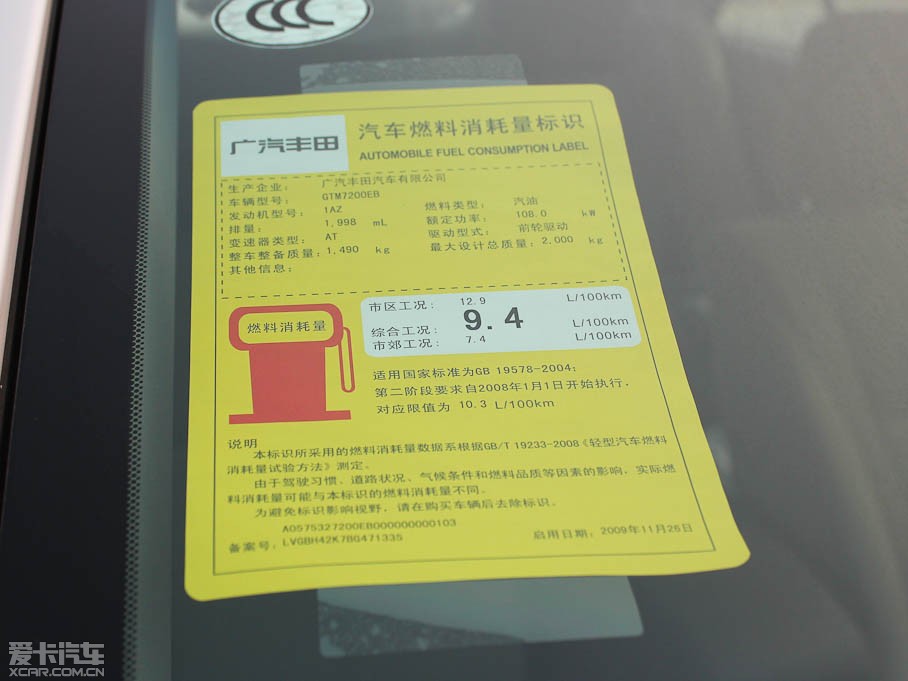 CCC
广汽丰田
汽车燃料消耗量标识
AUTOMOBILE FUEL CONSUMPTION LABEL
生产企业: 广汽丰田汽车有限公司
车辆型号: GTM7200EB
发动机型号: 1AZ 燃料类型: 汽油
排量: 1,998 mL 额定功率: 108.0 kW
变速器类型: AT 驱动型式: 前轮驱动
整车整备质量: 1,490 kg 最大设计总质量: 2,000 kg
其他信息:
燃料消耗量
市区工况: 12.9 L/100km
综合工况: 9.4 L/100km
市郊工况: 7.4 L/100km
适用国家标准为GB 19578-2004:
第二阶段要求自2008年1月1日开始执行,
对应限值为 10.3 L/100km
说明
本标识所采用的燃料消耗量数据系根据GB/T 19233-2008《轻型汽车燃料
消耗量试验方法》测定。
由于驾驶习惯、道路状况、气候条件和燃料品质等因素的影响,实际燃
料消耗量可能与本标识的燃料消耗量不同。
为避免标识影响视野,请在购买车辆后去除标识。
A0575327200EB000000000103
备案号: LVGBH42K7BG471335 启用日期: 2009年11月26日
爱卡汽车
XCAR.COM.CN